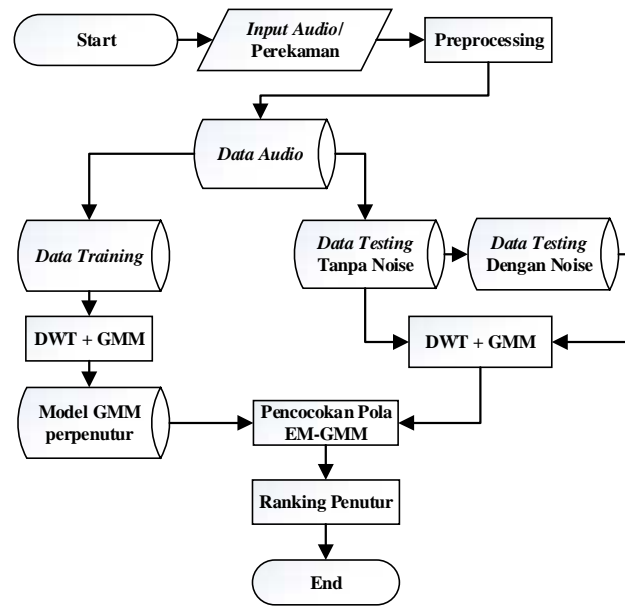 Start
Input Audio/
Perekaman
Preprocessing
Data Audio
Data Training
Data Testing
Tanpa Noise
Data Testing
Dengan Noise
DWT + GMM
DWT + GMM
Model GMM
perpenutur
Pencocokan Pola
EM-GMM
Ranking Penutur
End